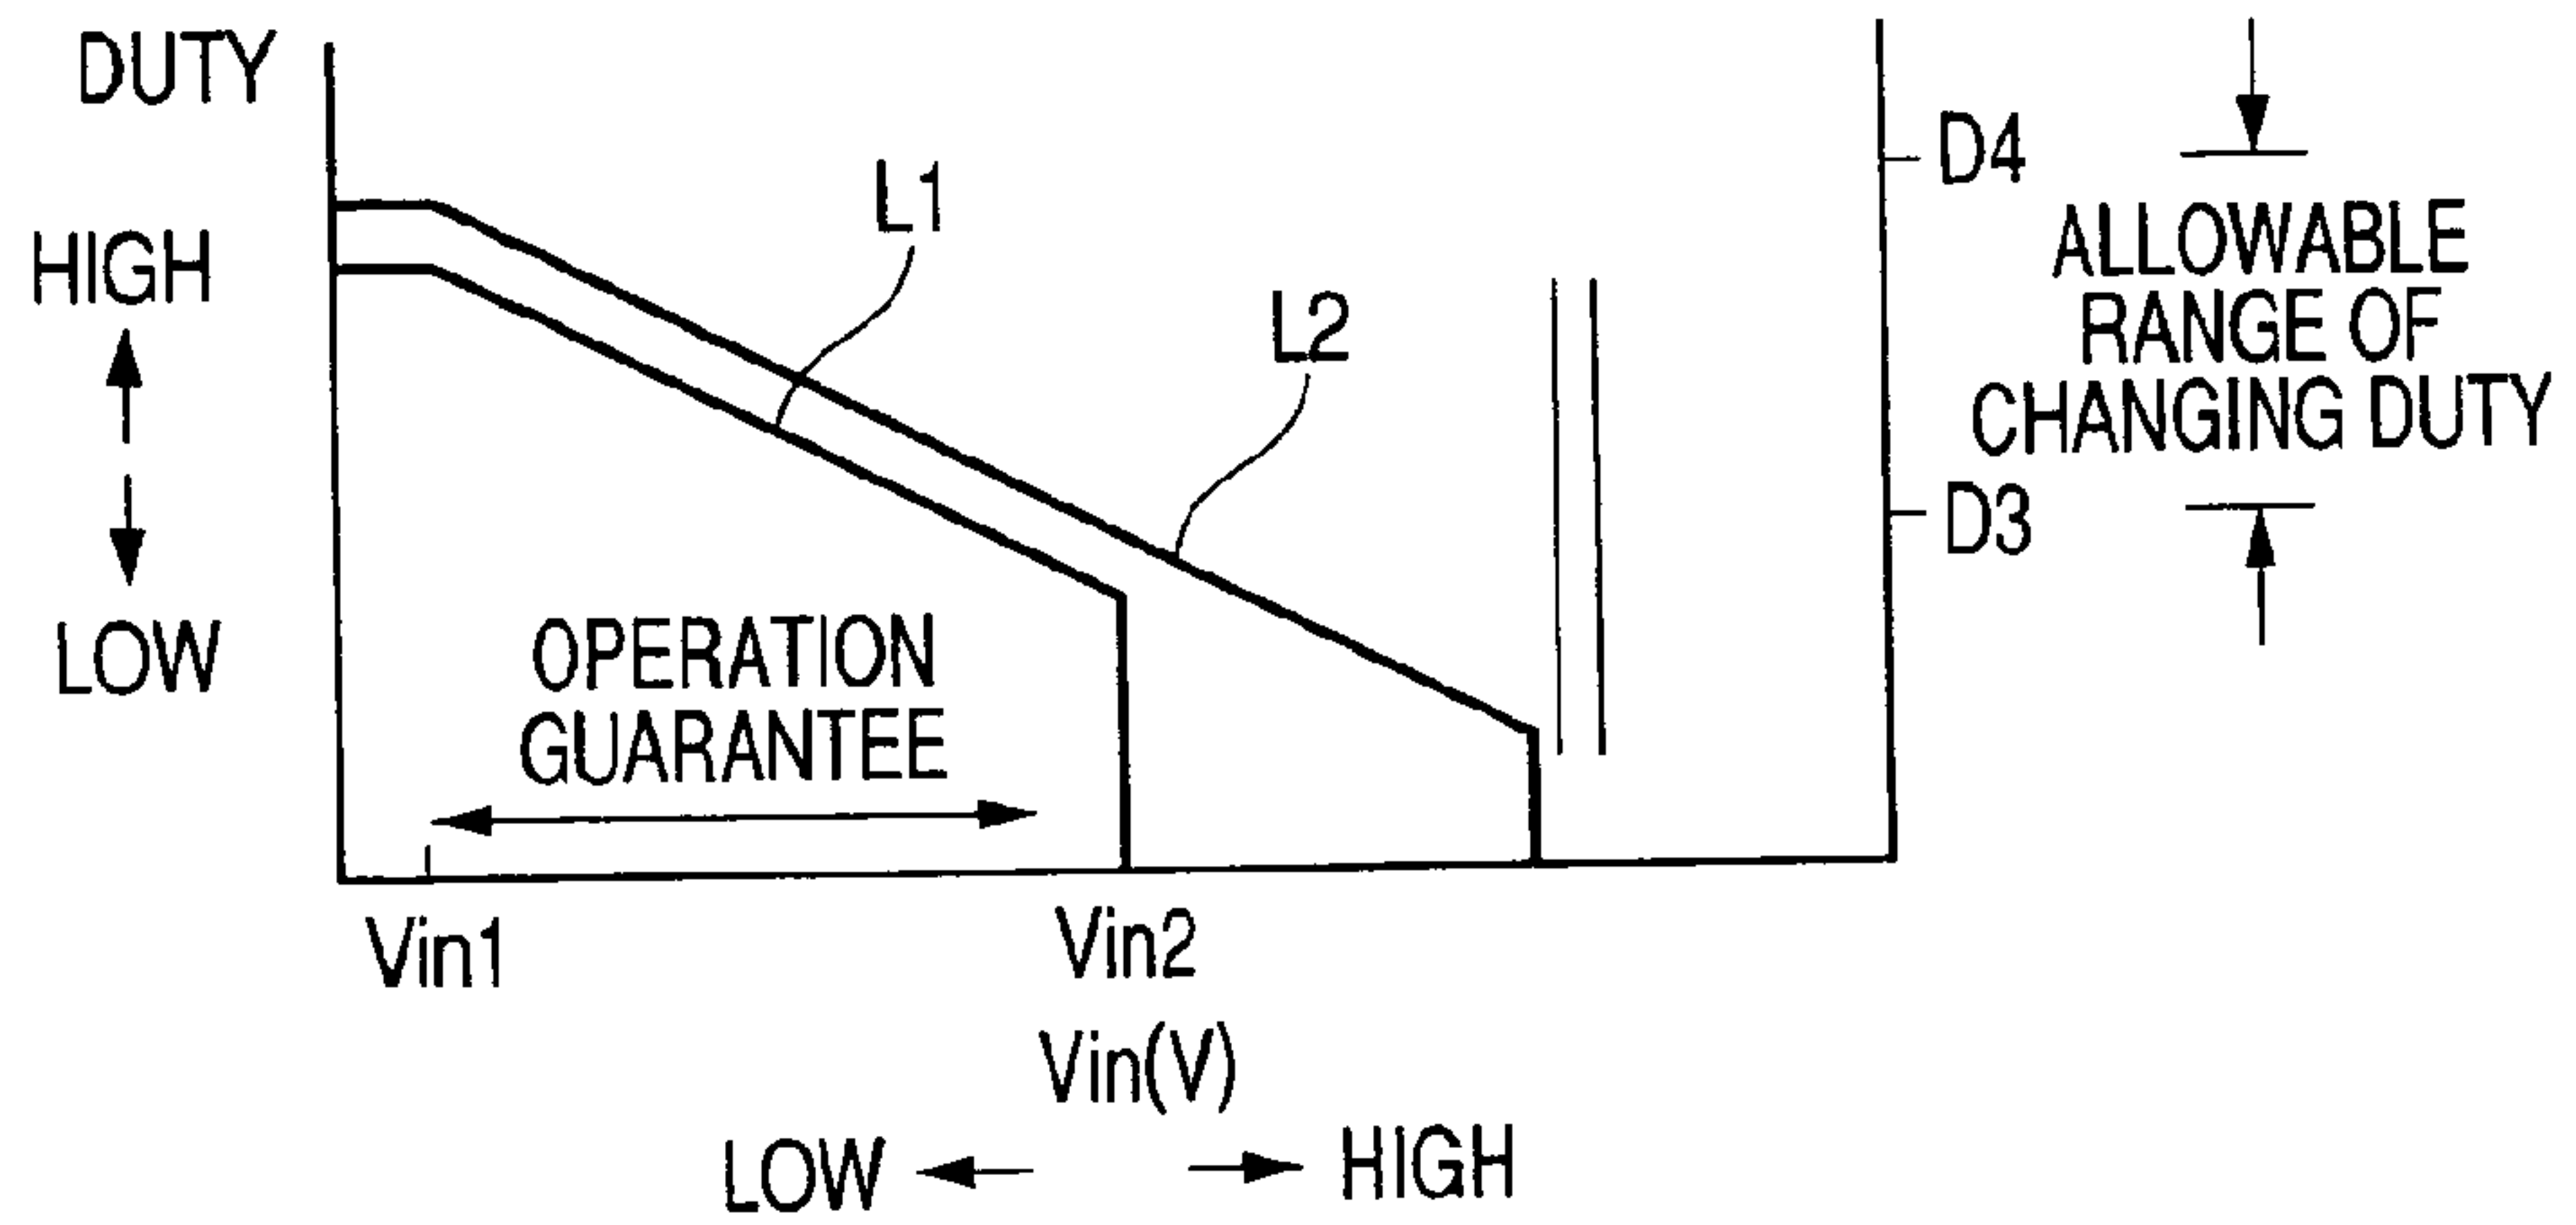 DUTY
HIGH
LOW
L1
L2
D4
ALLOWABLE
RANGE OF
CHANGING DUTY
D3
OPERATION
GUARANTEE
Vin1
Vin2
Vin(V)
LOW HIGH